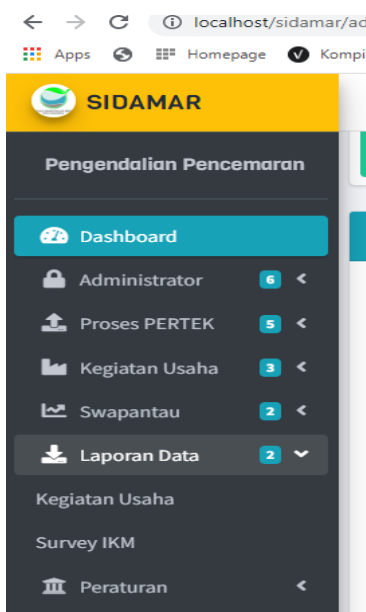 localhost/sidamar/ad
Apps Homepage Kompi
SIDAMAR
Pengendalian Pencemaran
Dashboard
Administrator 6
Proses PERTEK 5
Kegiatan Usaha 3
Swapantau 2
Laporan Data 2
Kegiatan Usaha
Survey IKM
Peraturan